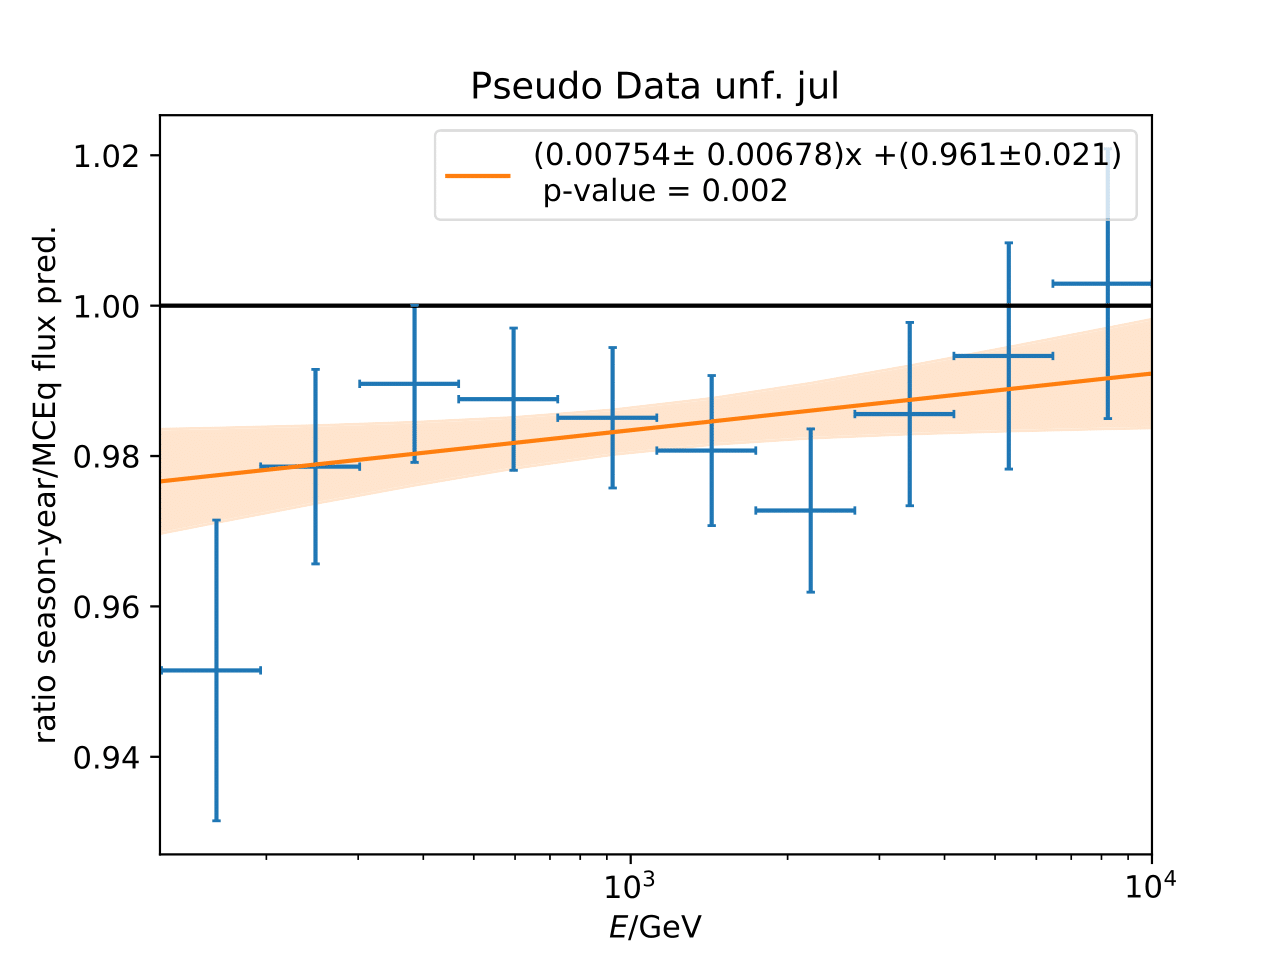 Pseudo Data unf. jul
(0.00754± 0.00678)x +(0.961±0.021)
p-value = 0.002
ratio season-year/MCEq flux pred.
1.02
1.00
0.98
0.96
0.94
10³
10⁴
E/GeV